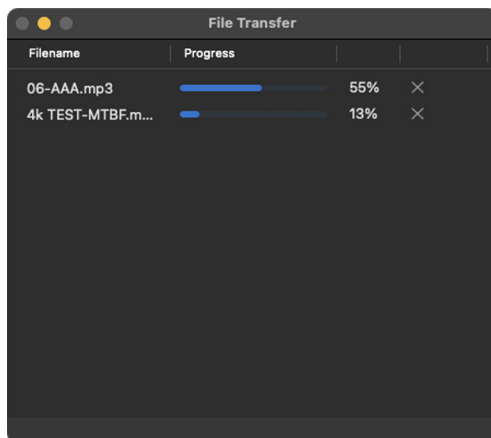 File Transfer
Filename Progress
06-AAA.mp3 55%
4k TEST-MTBF.m... 13%